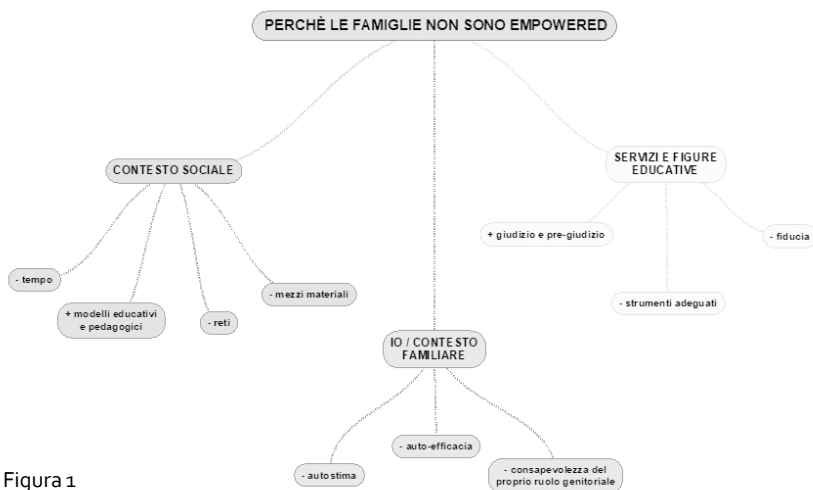 PERCHÈ LE FAMIGLIE NON SONO EMPOWERED
CONTESTO SOCIALE
SERVIZI E FIGURE
EDUCATIVE
+ giudizio e pre-giudizio
- fiducia
- tempo
- mezzi materiali
- strumenti adeguati
+ modelli educativi
e pedagogici
- reti
IO / CONTESTO
FAMILIARE
- auto-efficacia
- autostima
- consapevolezza del
proprio ruolo genitoriale
Figura 1